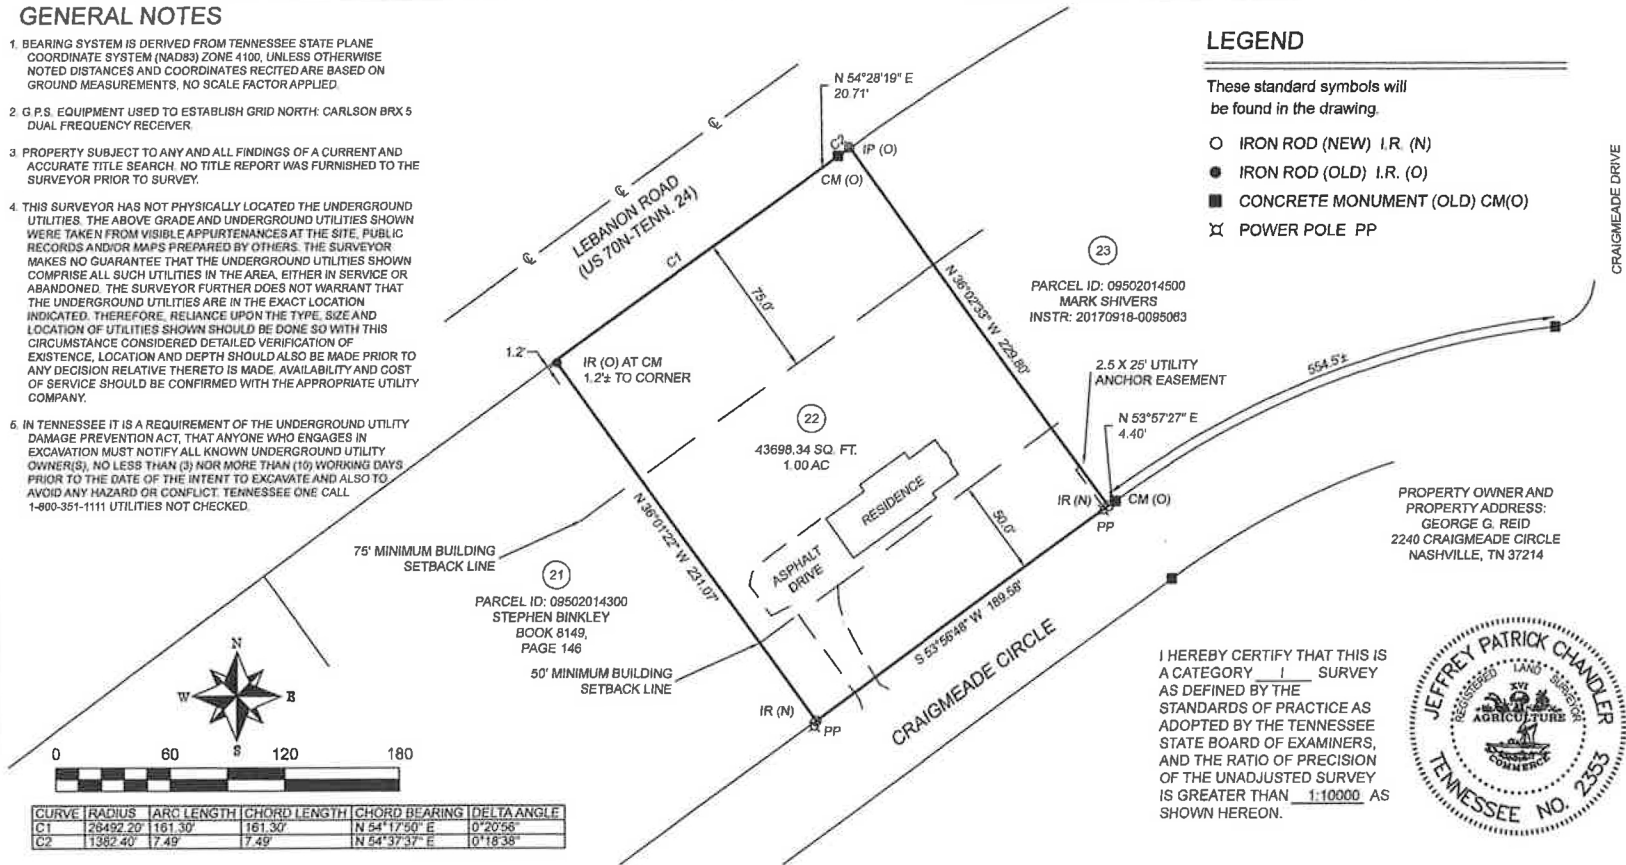 GENERAL NOTES
1. BEARING SYSTEM IS DERIVED FROM TENNESSEE STATE PLANE
COORDINATE SYSTEM (NAD83) ZONE 4100, UNLESS OTHERWISE
NOTED DISTANCES AND COORDINATES RECITED ARE BASED ON
GROUND MEASUREMENTS, NO SCALE FACTOR APPLIED.
2. G.P.S. EQUIPMENT USED TO ESTABLISH GRID NORTH: CARLSON BRX 5
DUAL FREQUENCY RECEIVER.
3. PROPERTY SUBJECT TO ANY AND ALL FINDINGS OF A CURRENT AND
ACCURATE TITLE SEARCH. NO TITLE REPORT WAS FURNISHED TO THE
SURVEYOR PRIOR TO SURVEY.
4. THIS SURVEYOR HAS NOT PHYSICALLY LOCATED THE UNDERGROUND
UTILITIES. THE ABOVE GRADE AND UNDERGROUND UTILITIES SHOWN
WERE TAKEN FROM VISIBLE APPURTENANCES AT THE SITE, PUBLIC
RECORDS AND/OR MAPS PREPARED BY OTHERS. THE SURVEYOR
MAKES NO GUARANTEE THAT THE UNDERGROUND UTILITIES SHOWN
COMPRISE ALL SUCH UTILITIES IN THE AREA, EITHER IN SERVICE OR
ABANDONED. THE SURVEYOR FURTHER DOES NOT WARRANT THAT
THE UNDERGROUND UTILITIES ARE IN THE EXACT LOCATION
INDICATED. THEREFORE, RELIANCE UPON THE TYPE, SIZE AND
LOCATION OF UTILITIES SHOWN SHOULD BE DONE SO WITH THIS
CIRCUMSTANCE CONSIDERED DETAILED VERIFICATION OF
EXISTENCE, LOCATION AND DEPTH SHOULD ALSO BE MADE PRIOR TO
ANY DECISION RELATIVE THERETO IS MADE. AVAILABILITY AND COST
OF SERVICE SHOULD BE CONFIRMED WITH THE APPROPRIATE UTILITY
COMPANY.
5. IN TENNESSEE IT IS A REQUIREMENT OF THE UNDERGROUND UTILITY
DAMAGE PREVENTION ACT, THAT ANYONE WHO ENGAGES IN
EXCAVATION MUST NOTIFY ALL KNOWN UNDERGROUND UTILITY
OWNER(S), NO LESS THAN (3) NOR MORE THAN (10) WORKING DAYS
PRIOR TO THE DATE OF THE INTENT TO EXCAVATE AND ALSO TO
AVOID ANY HAZARD OR CONFLICT. TENNESSEE ONE CALL
1-800-351-1111 UTILITIES NOT CHECKED.
LEGEND
These standard symbols will
be found in the drawing.
IRON ROD (NEW) I.R. (N)
IRON ROD (OLD) I.R. (O)
CONCRETE MONUMENT (OLD) CM(O)
POWER POLE PP
CRAIGMEADE DRIVE
N 54°28'19" E
20.71'
C2
IP (O)
CM (O)
℄
℄
℄
LEBANON ROAD
(US 70N-TENN. 24)
C1
75.0'
1.2'
IR (O) AT CM
1.2'± TO CORNER
23
PARCEL ID: 09502014500
MARK SHIVERS
INSTR: 20170918-0095063
N 36°02'33" W 229.80'
2.5 X 25' UTILITY
ANCHOR EASEMENT
N 53°57'27" E
4.40'
554.5'±
22
43698.34 SQ. FT.
1.00 AC
RESIDENCE
ASPHALT
DRIVE
50.0'
IR (N)
CM (O)
PP
N 36°01'22" W 231.07'
75' MINIMUM BUILDING
SETBACK LINE
21
PARCEL ID: 09502014300
STEPHEN BINKLEY
BOOK 8149,
PAGE 146
50' MINIMUM BUILDING
SETBACK LINE
S 53°56'48" W 189.58'
CRAIGMEADE CIRCLE
IR (N)
PP
PROPERTY OWNER AND
PROPERTY ADDRESS:
GEORGE G. REID
2240 CRAIGMEADE CIRCLE
NASHVILLE, TN 37214
N
W E
S
0 60 120 180
CURVE RADIUS ARC LENGTH CHORD LENGTH CHORD BEARING DELTA ANGLE
C1 26492.20' 161.30' 161.30' N 54°17'50" E 0°20'56"
C2 1382.40' 7.49' 7.49' N 54°37'37" E 0°18'38"
I HEREBY CERTIFY THAT THIS IS
A CATEGORY I SURVEY
AS DEFINED BY THE
STANDARDS OF PRACTICE AS
ADOPTED BY THE TENNESSEE
STATE BOARD OF EXAMINERS,
AND THE RATIO OF PRECISION
OF THE UNADJUSTED SURVEY
IS GREATER THAN 1:10000 AS
SHOWN HEREON.
JEFFREY PATRICK CHANDLER
REGISTERED LAND SURVEYOR
XVI
AGRICULTURE
COMMERCE
TENNESSEE NO. 2353